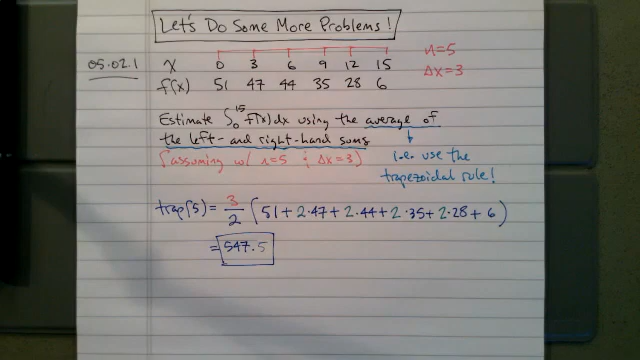 Let's Do Some More Problems!
05.02.1
x 0 3 6 9 12 15
f(x) 51 47 44 35 28 6
n=5
Δx=3
Estimate ∫₀¹⁵ f(x)dx using the average of
the left- and right-hand sums
(assuming w/ n=5 & Δx=3)
i.e. use the
trapezoidal rule!
trap(5) = 3/2 (51+2·47+2·44+2·35+2·28+6)
= 547.5